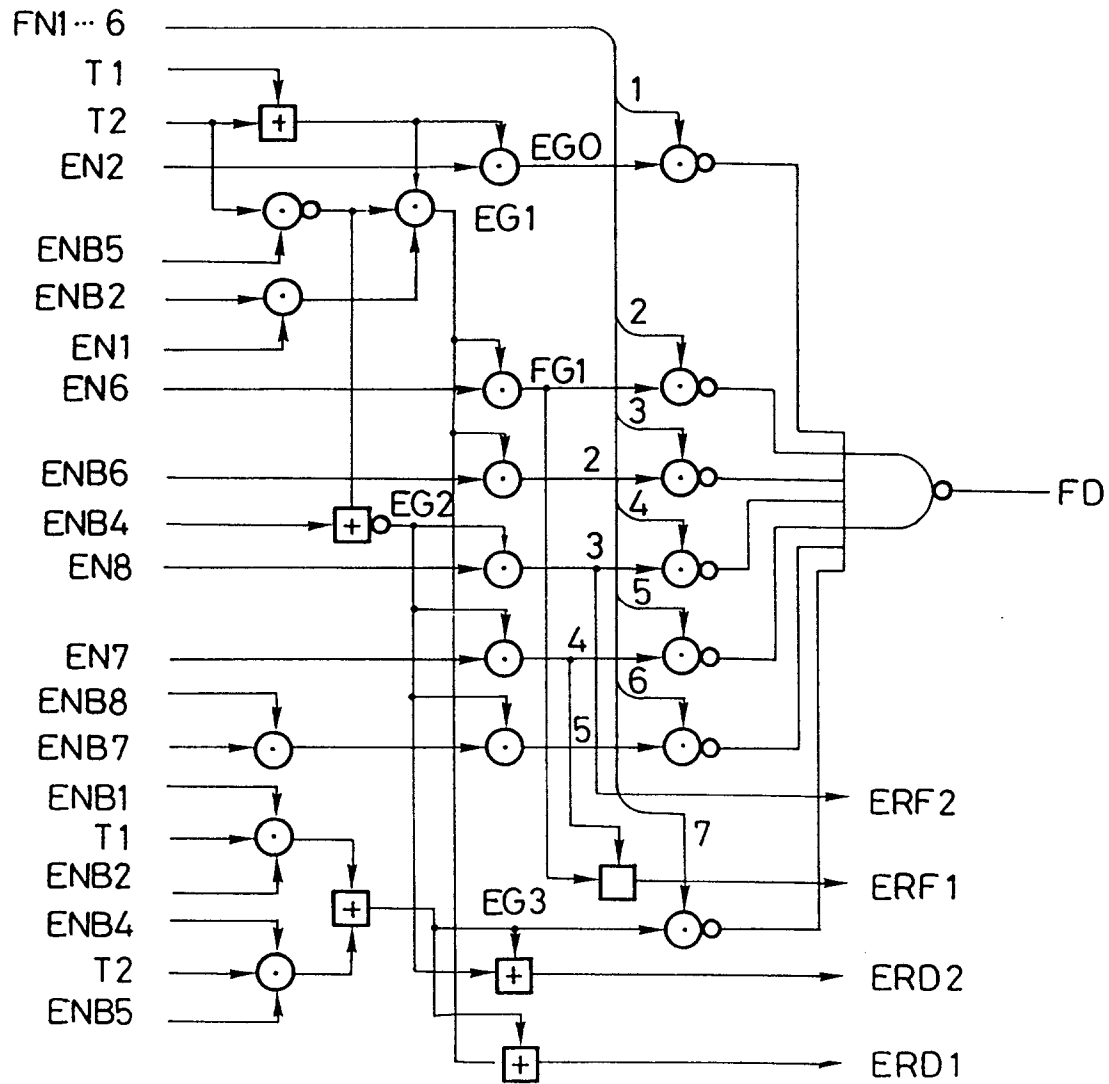 FN1··· 6
T1
1
T2
+
EN2
EG0
EG1
ENB5
ENB2
2
EN1
EN6
FG1
3
ENB6
2
4
ENB4
+
EG2
FD
EN8
3
5
EN7
4
6
ENB8
ENB7
5
ENB1
ERF2
T1
7
ENB2
ERF1
+
EG3
ENB4
T2
+
ERD2
ENB5
+
ERD1